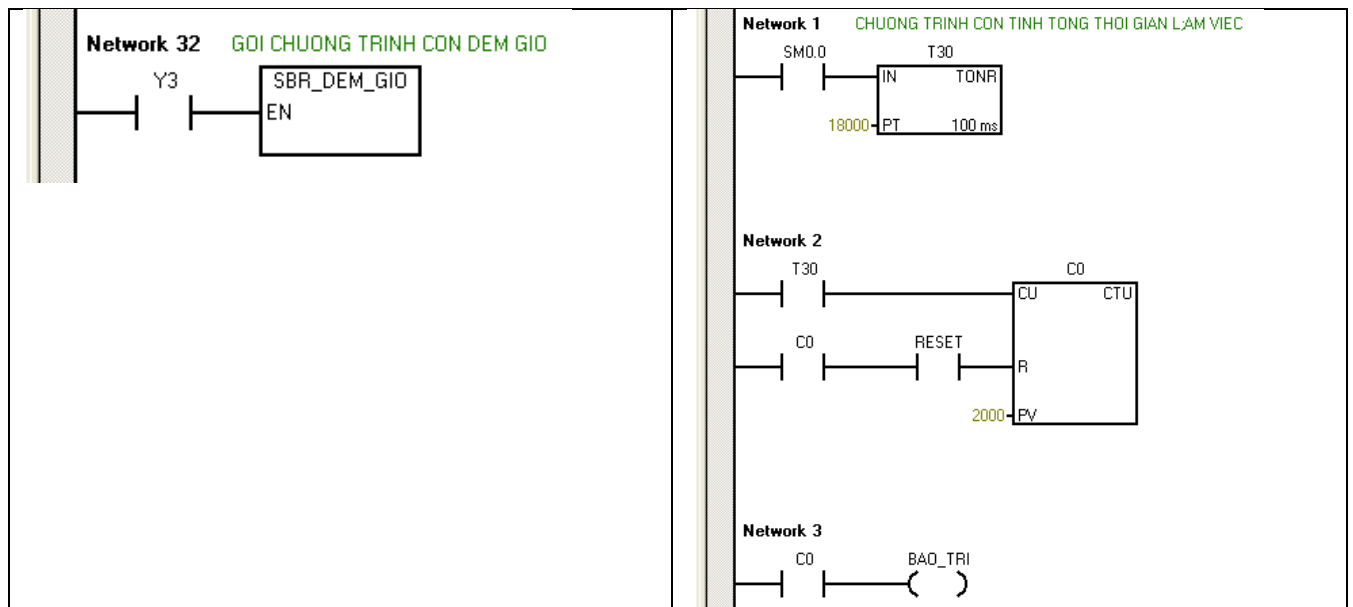 Network 32 GOI CHUONG TRINH CON DEM GIO
Y3 SBR_DEM_GIO
EN
Network 1 CHUONG TRINH CON TINH TONG THOI GIAN L;AM VIEC
SM0.0 T30
IN TONR
18000 PT 100 ms
Network 2
T30 C0
CU CTU
C0 RESET
R
2000 PV
Network 3
C0 BAO_TRI